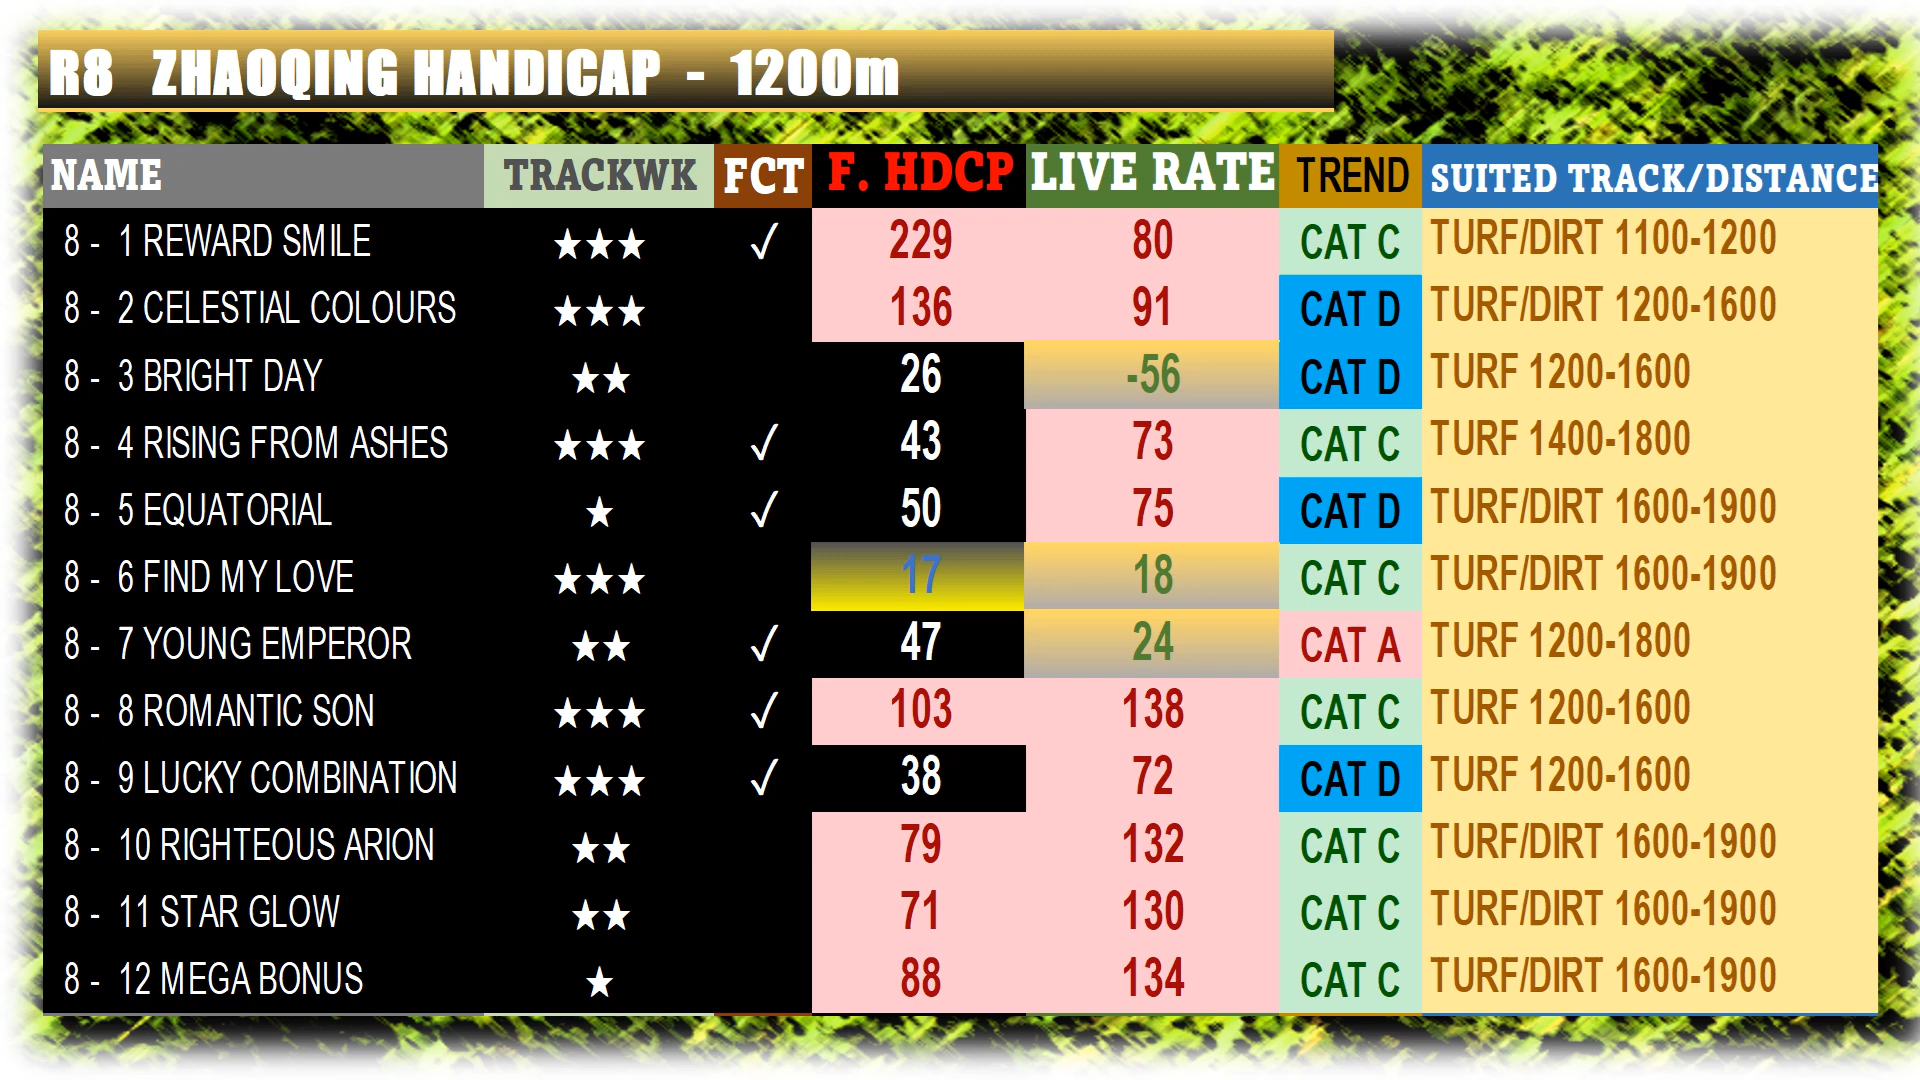 R8 ZHAOQING HANDICAP - 1200m
NAME TRACKWK FCT F. HDCP LIVE RATE TREND SUITED TRACK/DISTANCE
8 - 1 REWARD SMILE ★★★ ✓ 229 80 CAT C TURF/DIRT 1100-1200
8 - 2 CELESTIAL COLOURS ★★★ 136 91 CAT D TURF/DIRT 1200-1600
8 - 3 BRIGHT DAY ★★ 26 -56 CAT D TURF 1200-1600
8 - 4 RISING FROM ASHES ★★★ ✓ 43 73 CAT C TURF 1400-1800
8 - 5 EQUATORIAL ★ ✓ 50 75 CAT D TURF/DIRT 1600-1900
8 - 6 FIND MY LOVE ★★★ 17 18 CAT C TURF/DIRT 1600-1900
8 - 7 YOUNG EMPEROR ★★ ✓ 47 24 CAT A TURF 1200-1800
8 - 8 ROMANTIC SON ★★★ ✓ 103 138 CAT C TURF 1200-1600
8 - 9 LUCKY COMBINATION ★★★ ✓ 38 72 CAT D TURF 1200-1600
8 - 10 RIGHTEOUS ARION ★★ 79 132 CAT C TURF/DIRT 1600-1900
8 - 11 STAR GLOW ★★ 71 130 CAT C TURF/DIRT 1600-1900
8 - 12 MEGA BONUS ★ 88 134 CAT C TURF/DIRT 1600-1900